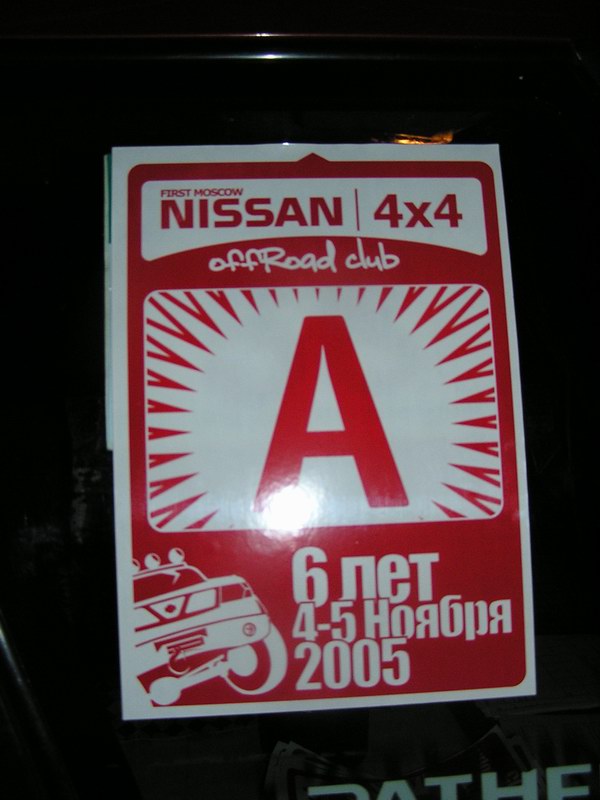 FIRST MOSCOW
NISSAN | 4x4
offRoad club
A
6 лет
4-5 Ноября
2005